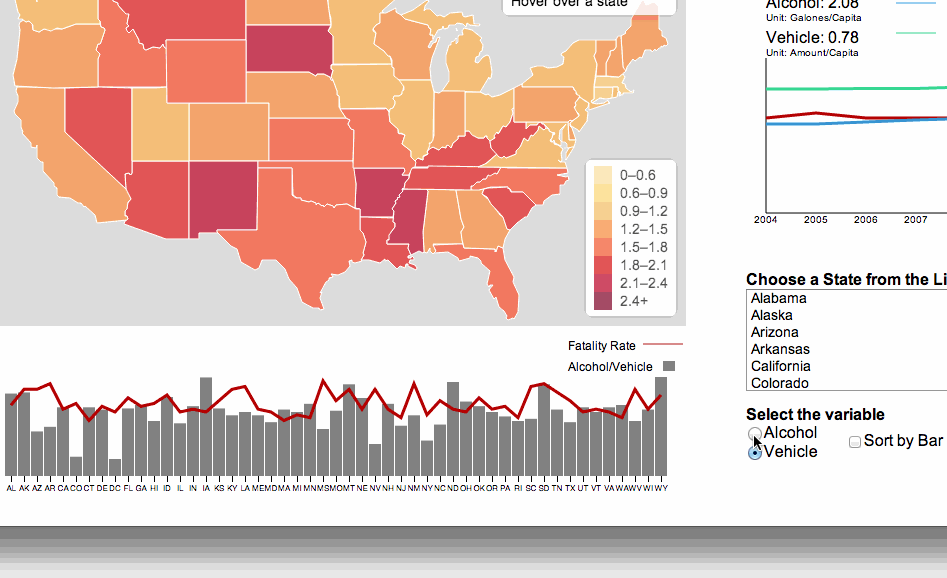 Hover over a state
Alcohol: 2.08
Unit: Galones/Capita
Vehicle: 0.78
Unit: Amount/Capita
0–0.6
0.6–0.9
0.9–1.2
1.2–1.5
1.5–1.8
1.8–2.1
2.1–2.4
2.4+
2004 2005 2006 2007
Choose a State from the Li
Alabama
Alaska
Arizona
Arkansas
California
Colorado
Fatality Rate
Alcohol/Vehicle
Select the variable
Alcohol
Vehicle
Sort by Bar
AL AK AZ AR CA CO CT DE DC FL GA HI ID IL IN IA KS KY LA ME MD MA MI MN MS MO MT NE NV NH NJ NM NY NC ND OH OK OR PA RI SC SD TN TX UT VT VA WA WV WI WY